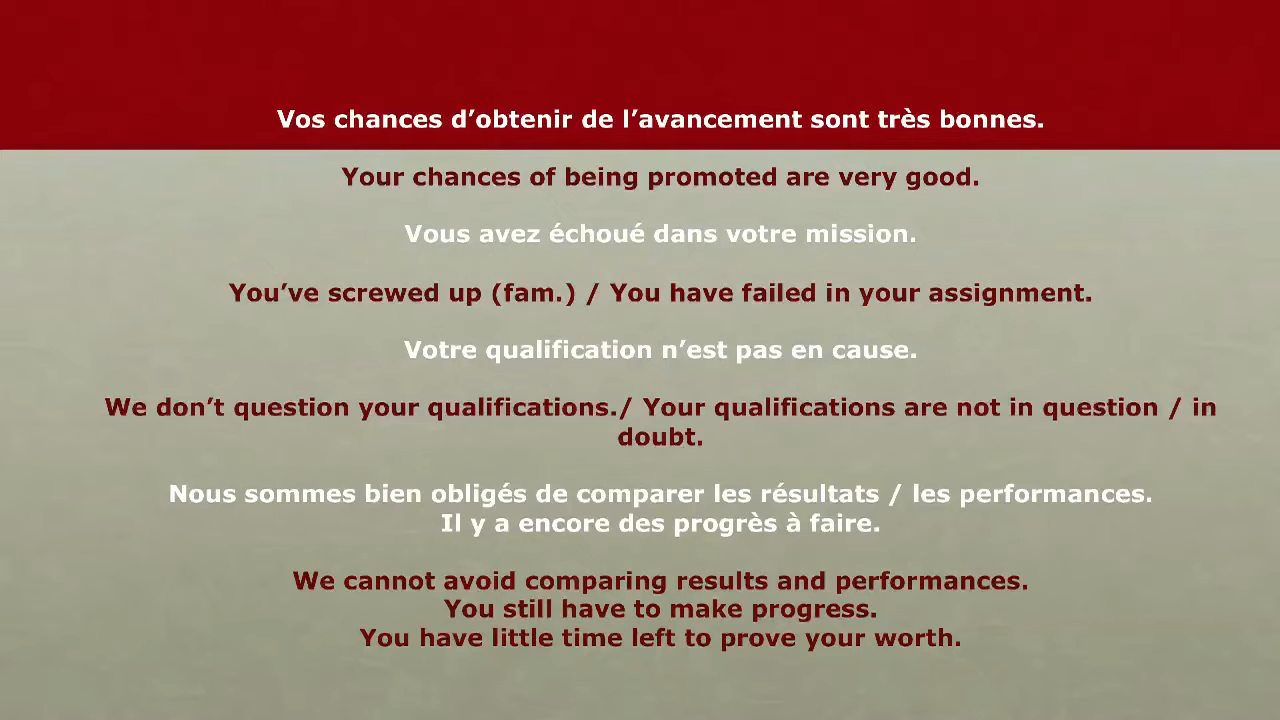 Vos chances d’obtenir de l’avancement sont très bonnes.
Your chances of being promoted are very good.
Vous avez échoué dans votre mission.
You’ve screwed up (fam.) / You have failed in your assignment.
Votre qualification n’est pas en cause.
We don’t question your qualifications./ Your qualifications are not in question / in
doubt.
Nous sommes bien obligés de comparer les résultats / les performances.
Il y a encore des progrès à faire.
We cannot avoid comparing results and performances.
You still have to make progress.
You have little time left to prove your worth.